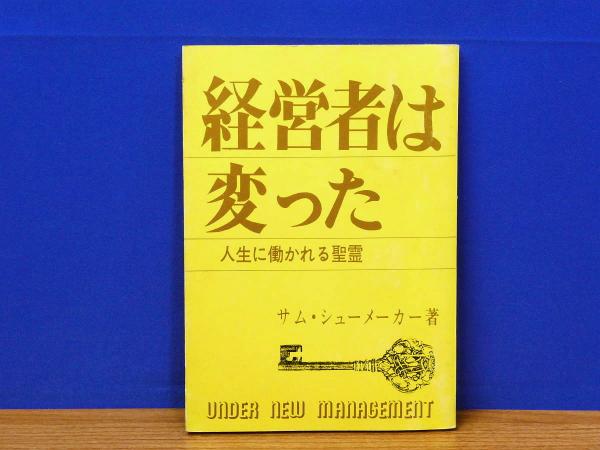 経営者は
変った
人生に働かれる聖霊
サム・シューメーカー著
UNDER NEW MANAGEMENT